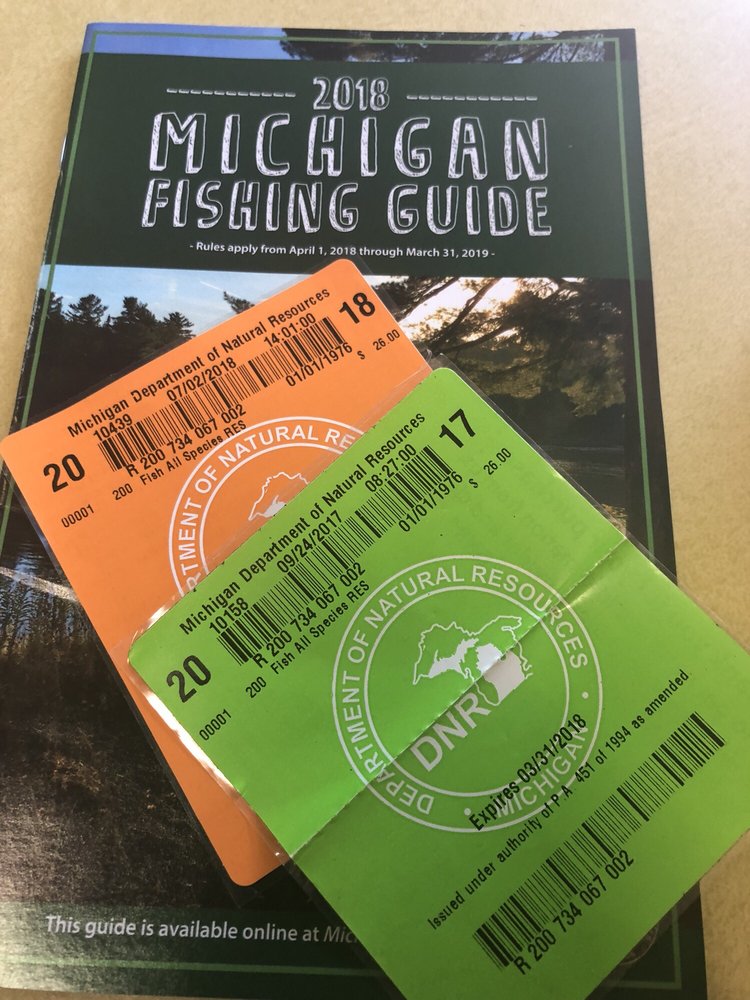 2018
MICHIGAN
FISHING GUIDE
- Rules apply from April 1, 2018 through March 31, 2019 -
Michigan Department of Natural Resources
20 10439 07/02/2018 14:01:00 18
R 200 734 067 002 01/01/1976 $ 26.00
00001 200 Fish All Species RES
DEPARTMENT OF NATURAL RE
Michigan Department of Natural Resources
20 10158 09/24/2017 08:27:00 17
R 200 734 067 002 01/01/1976 $ 26.00
00001 200 Fish All Species RES
DEPARTMENT OF NATURAL RESOURCES
DNR
MICHIGAN
Expires 03/31/2018
Issued under authority of P.A. 451 of 1994 as amended.
R 200 734 067 002
This guide is available online at Mic